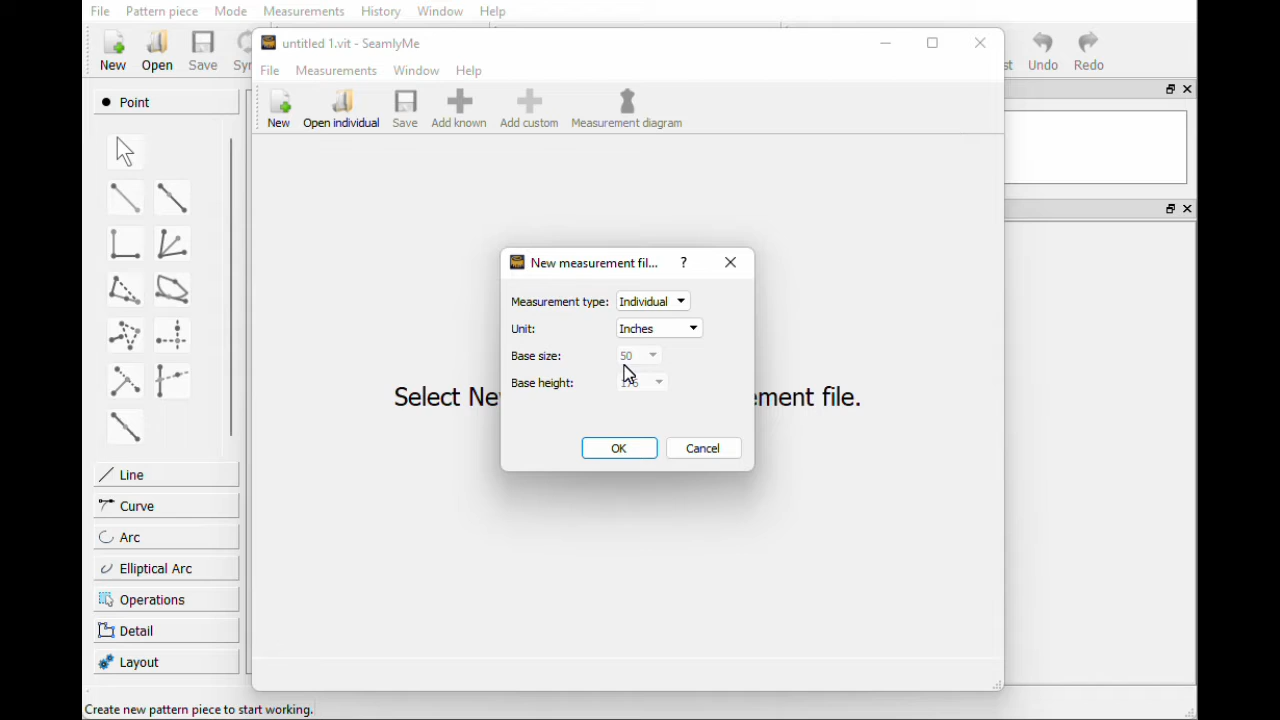 File Pattern piece Mode Measurements History Window Help
New Open Save Undo Redo
untitled 1.vit - SeamlyMe
File Measurements Window Help
New Open individual Save Add known Add custom Measurement diagram
Point
Line
Curve
Arc
Elliptical Arc
Operations
Detail
Layout
New measurement fil... ?
Measurement type: Individual
Unit: Inches
Base size: 50
Base height:
OK Cancel
Select ement file.
Create new pattern piece to start working.